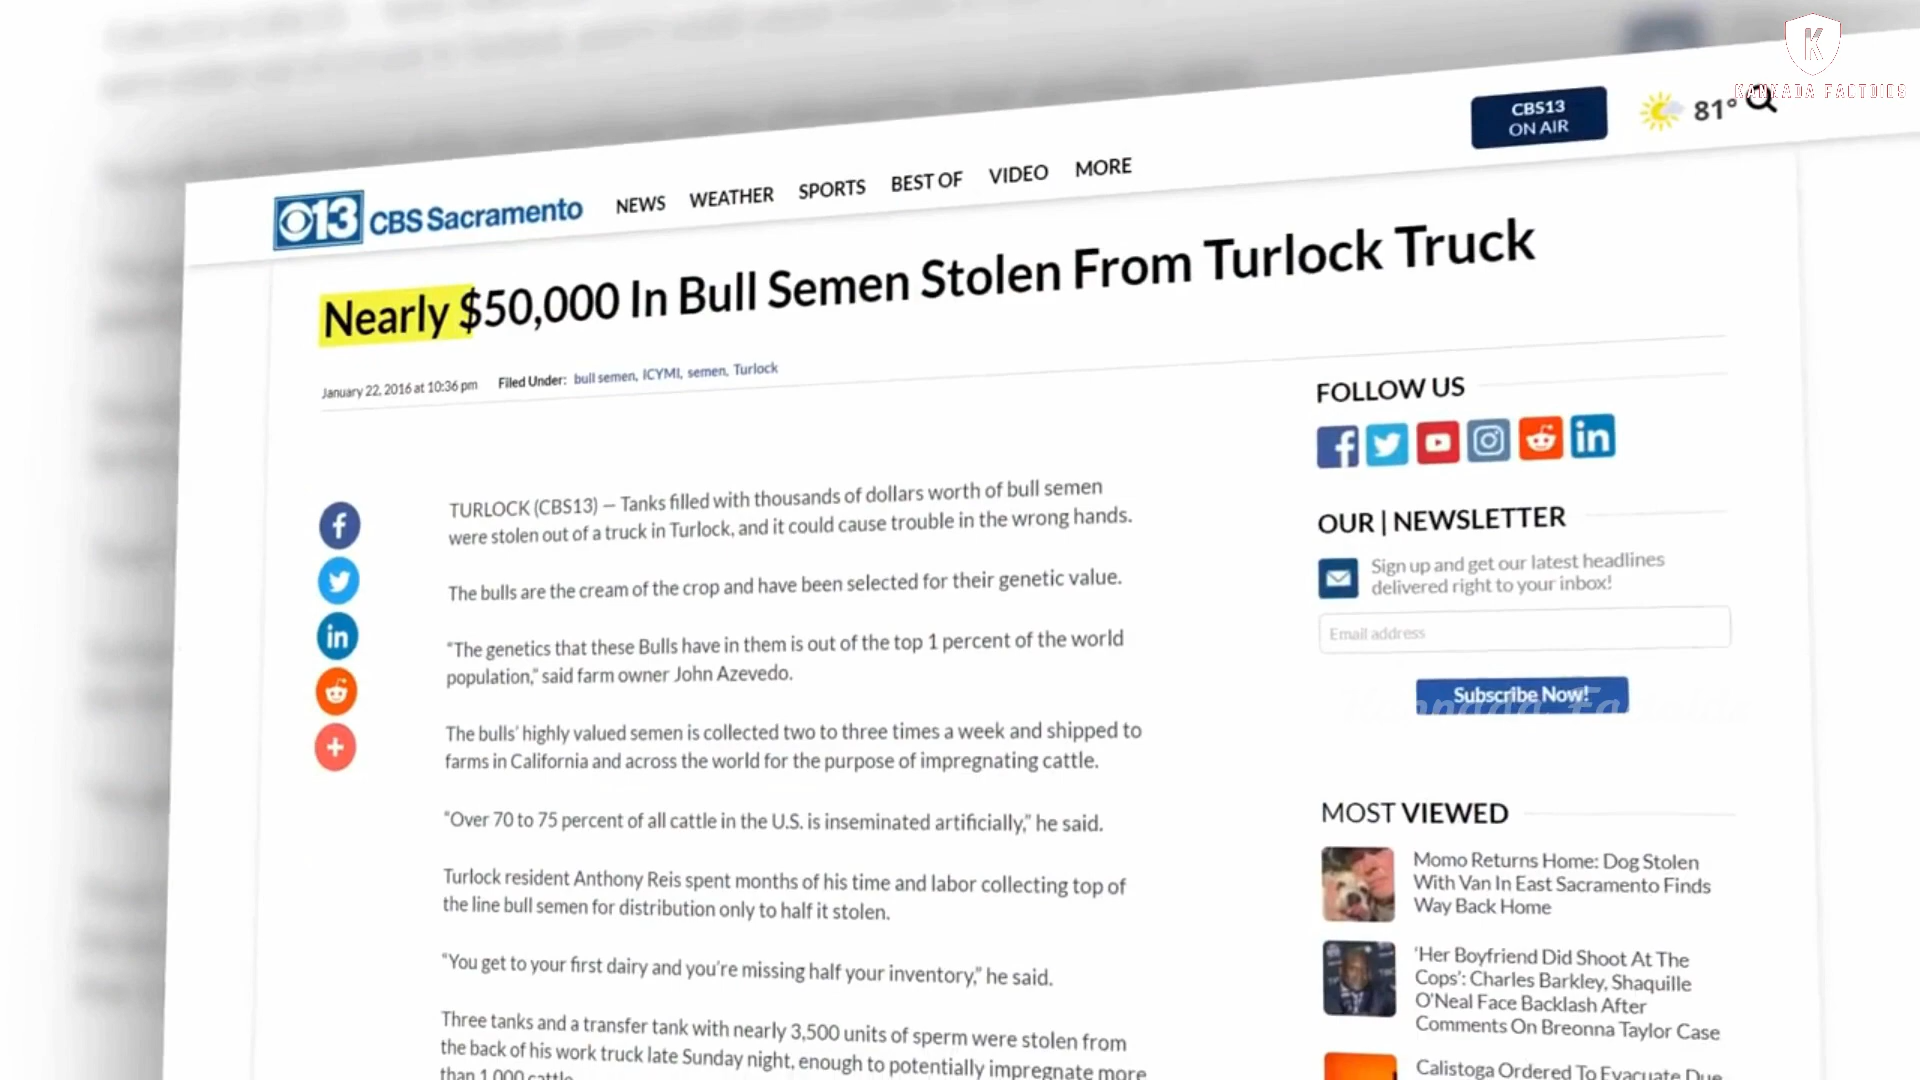 K
KANNADA FACTOIDS
CBS13
ON AIR
81°
13 CBS Sacramento
NEWS WEATHER SPORTS BEST OF VIDEO MORE
Nearly $50,000 In Bull Semen Stolen From Turlock Truck
January 22, 2016 at 10:36 pm Filed Under: bull semen, ICYMI, semen, Turlock
TURLOCK (CBS13) — Tanks filled with thousands of dollars worth of bull semen
were stolen out of a truck in Turlock, and it could cause trouble in the wrong hands.
The bulls are the cream of the crop and have been selected for their genetic value.
“The genetics that these Bulls have in them is out of the top 1 percent of the world
population,” said farm owner John Azevedo.
The bulls’ highly valued semen is collected two to three times a week and shipped to
farms in California and across the world for the purpose of impregnating cattle.
“Over 70 to 75 percent of all cattle in the U.S. is inseminated artificially,” he said.
Turlock resident Anthony Reis spent months of his time and labor collecting top of
the line bull semen for distribution only to half it stolen.
“You get to your first dairy and you’re missing half your inventory,” he said.
Three tanks and a transfer tank with nearly 3,500 units of sperm were stolen from
the back of his work truck late Sunday night, enough to potentially impregnate more
than 1,000 cattle.
FOLLOW US
OUR | NEWSLETTER
Sign up and get our latest headlines
delivered right to your inbox!
Email address
Subscribe Now!
Kannada Factoids
MOST VIEWED
Momo Returns Home: Dog Stolen
With Van In East Sacramento Finds
Way Back Home
‘Her Boyfriend Did Shoot At The
Cops’: Charles Barkley, Shaquille
O’Neal Face Backlash After
Comments On Breonna Taylor Case
Calistoga Ordered To Evacuate Due